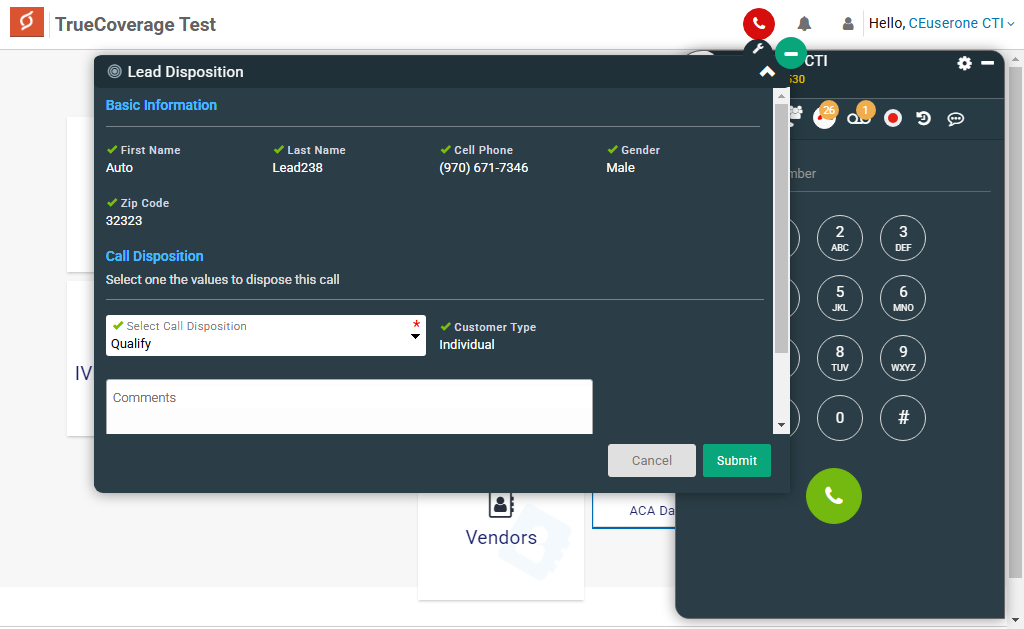 TrueCoverage Test
Hello, CEuserone CTI
Lead Disposition
CTI
530
Basic Information
26
1
First Name
Last Name
Cell Phone
Gender
Auto
Lead238
(970) 671-7346
Male
Zip Code
32323
Call Disposition
Select one the values to dispose this call
Select Call Disposition *
Customer Type
Qualify
Individual
Comments
Cancel
Submit
mber
2
ABC
3
DEF
5
JKL
6
MNO
8
TUV
9
WXYZ
0
#
IV
ACA Da
Vendors